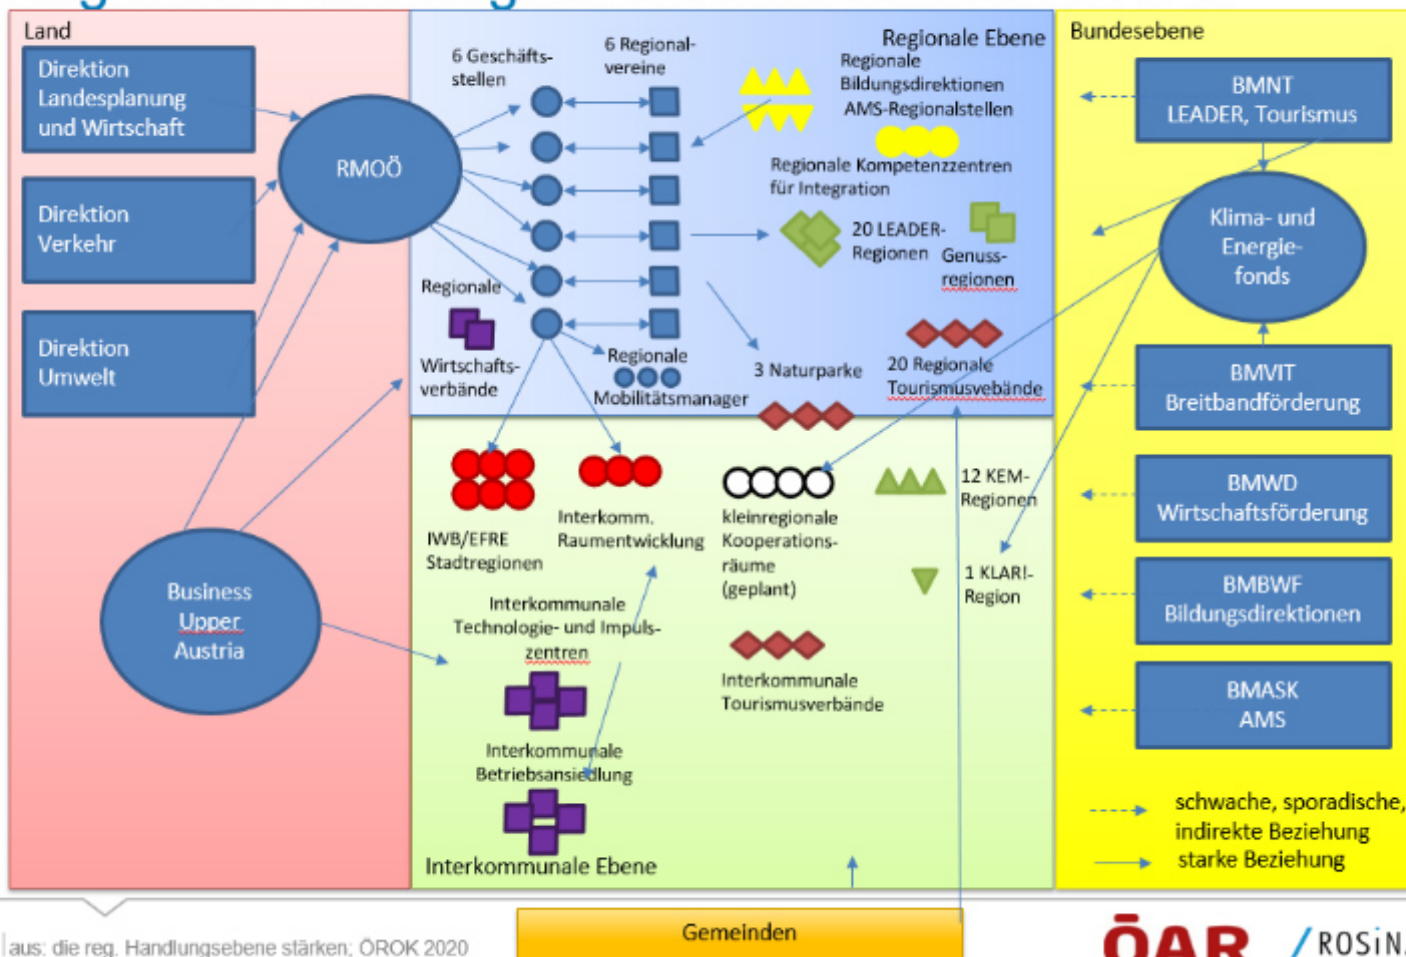 Land
Direktion
Landesplanung
und Wirtschaft
Direktion
Verkehr
Direktion
Umwelt
RMOÖ
Business
Upper
Austria
6 Geschäfts-
stellen
6 Regional-
vereine
Regionale Ebene
Regionale
Bildungsdirektionen
AMS-Regionalstellen
Regionale Kompetenzzentren
für Integration
20 LEADER-
Regionen
Genuss-
regionen
Regionale
Wirtschafts-
verbände
Regionale
Mobilitätsmanager
3 Naturparke
20 Regionale
Tourismusvebände
IWB/EFRE
Stadtregionen
Interkomm.
Raumentwicklung
kleinregionale
Kooperations-
räume
(geplant)
12 KEM-
Regionen
1 KLAR!-
Region
Interkommunale
Technologie- und Impuls-
zentren
Interkommunale
Tourismusverbände
Interkommunale
Betriebsansiedlung
Interkommunale Ebene
Bundesebene
BMNT
LEADER, Tourismus
Klima- und
Energie-
fonds
BMVIT
Breitbandförderung
BMWD
Wirtschaftsförderung
BMBWF
Bildungsdirektionen
BMASK
AMS
schwache, sporadische,
indirekte Beziehung
starke Beziehung
aus: die reg. Handlungsebene stärken; ÖROK 2020
Gemeinden
ÖAR